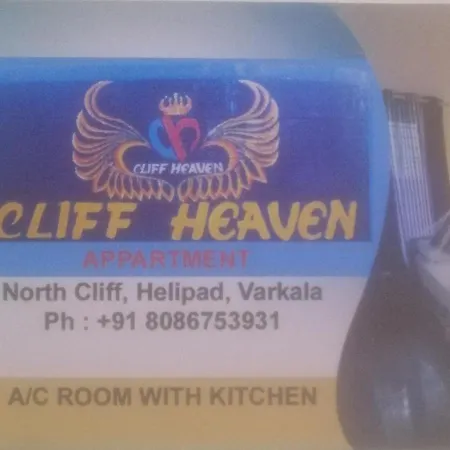 CLIFF HEAVEN
CLIFF HEAVEN
APPARTMENT
North Cliff, Helipad, Varkala
Ph : +91 8086753931
A/C ROOM WITH KITCHEN